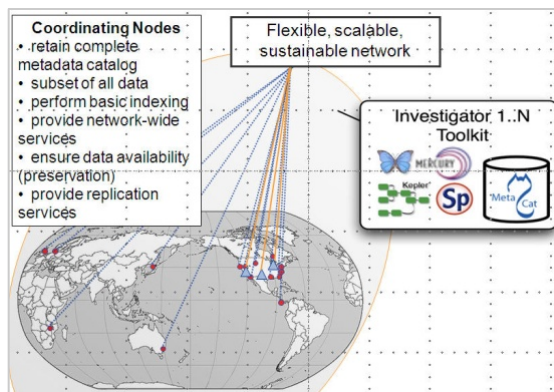 Coordinating Nodes
• retain complete
metadata catalog
• subset of all data
• perform basic indexing
• provide network-wide
services
• ensure data availability
(preservation)
• provide replication
services
Flexible, scalable,
sustainable network
Investigator 1..N
Toolkit
MERCURY
Kepler
Sp
Meta
Cat